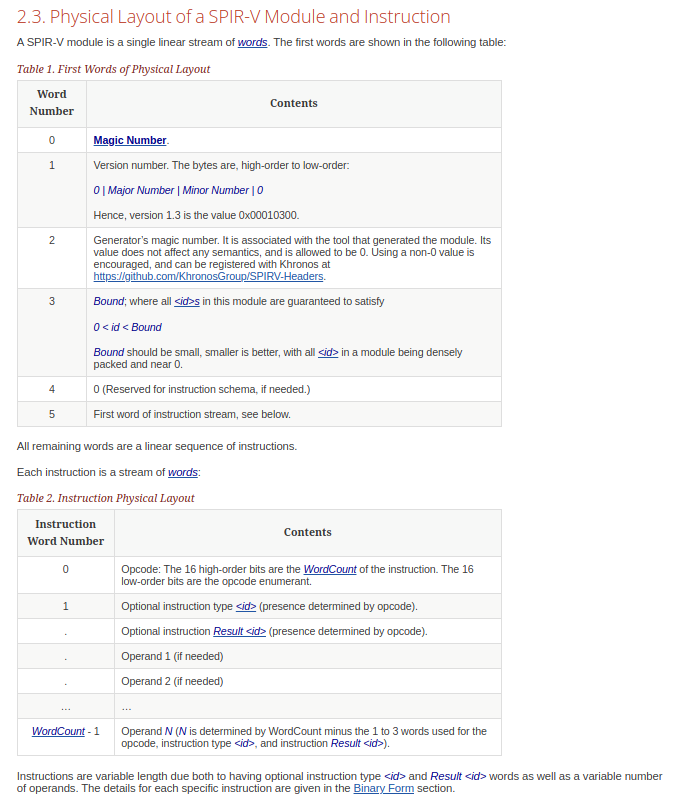 2.3. Physical Layout of a SPIR-V Module and Instruction
A SPIR-V module is a single linear stream of words. The first words are shown in the following table:
Table 1. First Words of Physical Layout
Word
Number
Contents
0
Magic Number.
1
Version number. The bytes are, high-order to low-order:
0 | Major Number | Minor Number | 0
Hence, version 1.3 is the value 0x00010300.
2
Generator's magic number. It is associated with the tool that generated the module. Its
value does not affect any semantics, and is allowed to be 0. Using a non-0 value is
encouraged, and can be registered with Khronos at
https://github.com/KhronosGroup/SPIRV-Headers.
3
Bound; where all <id>s in this module are guaranteed to satisfy
0 < id < Bound
Bound should be small, smaller is better, with all <id> in a module being densely
packed and near 0.
4
0 (Reserved for instruction schema, if needed.)
5
First word of instruction stream, see below.
All remaining words are a linear sequence of instructions.
Each instruction is a stream of words:
Table 2. Instruction Physical Layout
Instruction
Word Number
Contents
0
Opcode: The 16 high-order bits are the WordCount of the instruction. The 16
low-order bits are the opcode enumerant.
1
Optional instruction type <id> (presence determined by opcode).
.
Optional instruction Result <id> (presence determined by opcode).
.
Operand 1 (if needed)
.
Operand 2 (if needed)
...
...
WordCount - 1
Operand N (N is determined by WordCount minus the 1 to 3 words used for the
opcode, instruction type <id>, and instruction Result <id>).
Instructions are variable length due both to having optional instruction type <id> and Result <id> words as well as a variable number
of operands. The details for each specific instruction are given in the Binary Form section.